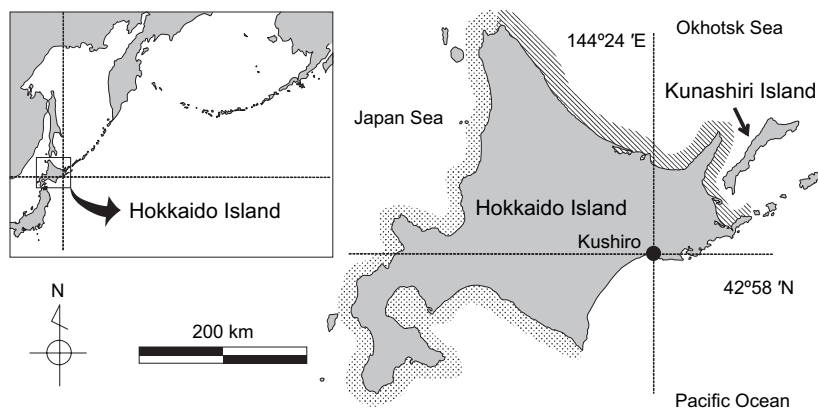 Hokkaido Island
N
200 km
144º24 ′E
Okhotsk Sea
Kunashiri Island
Japan Sea
Hokkaido Island
Kushiro
42º58 ′N
Pacific Ocean